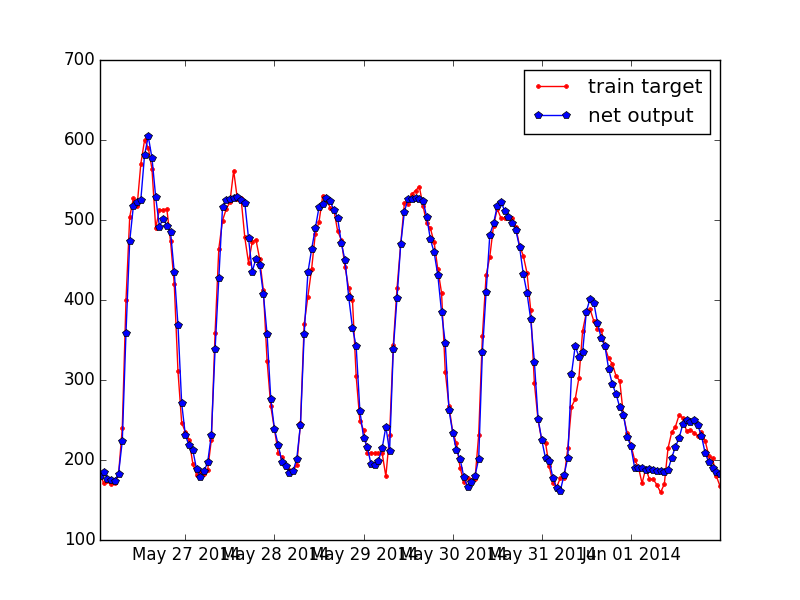 700
600
500
400
300
200
100
train target
net output
May 27 2014
May 28 2014
May 29 2014
May 30 2014
May 31 2014
Jun 01 2014